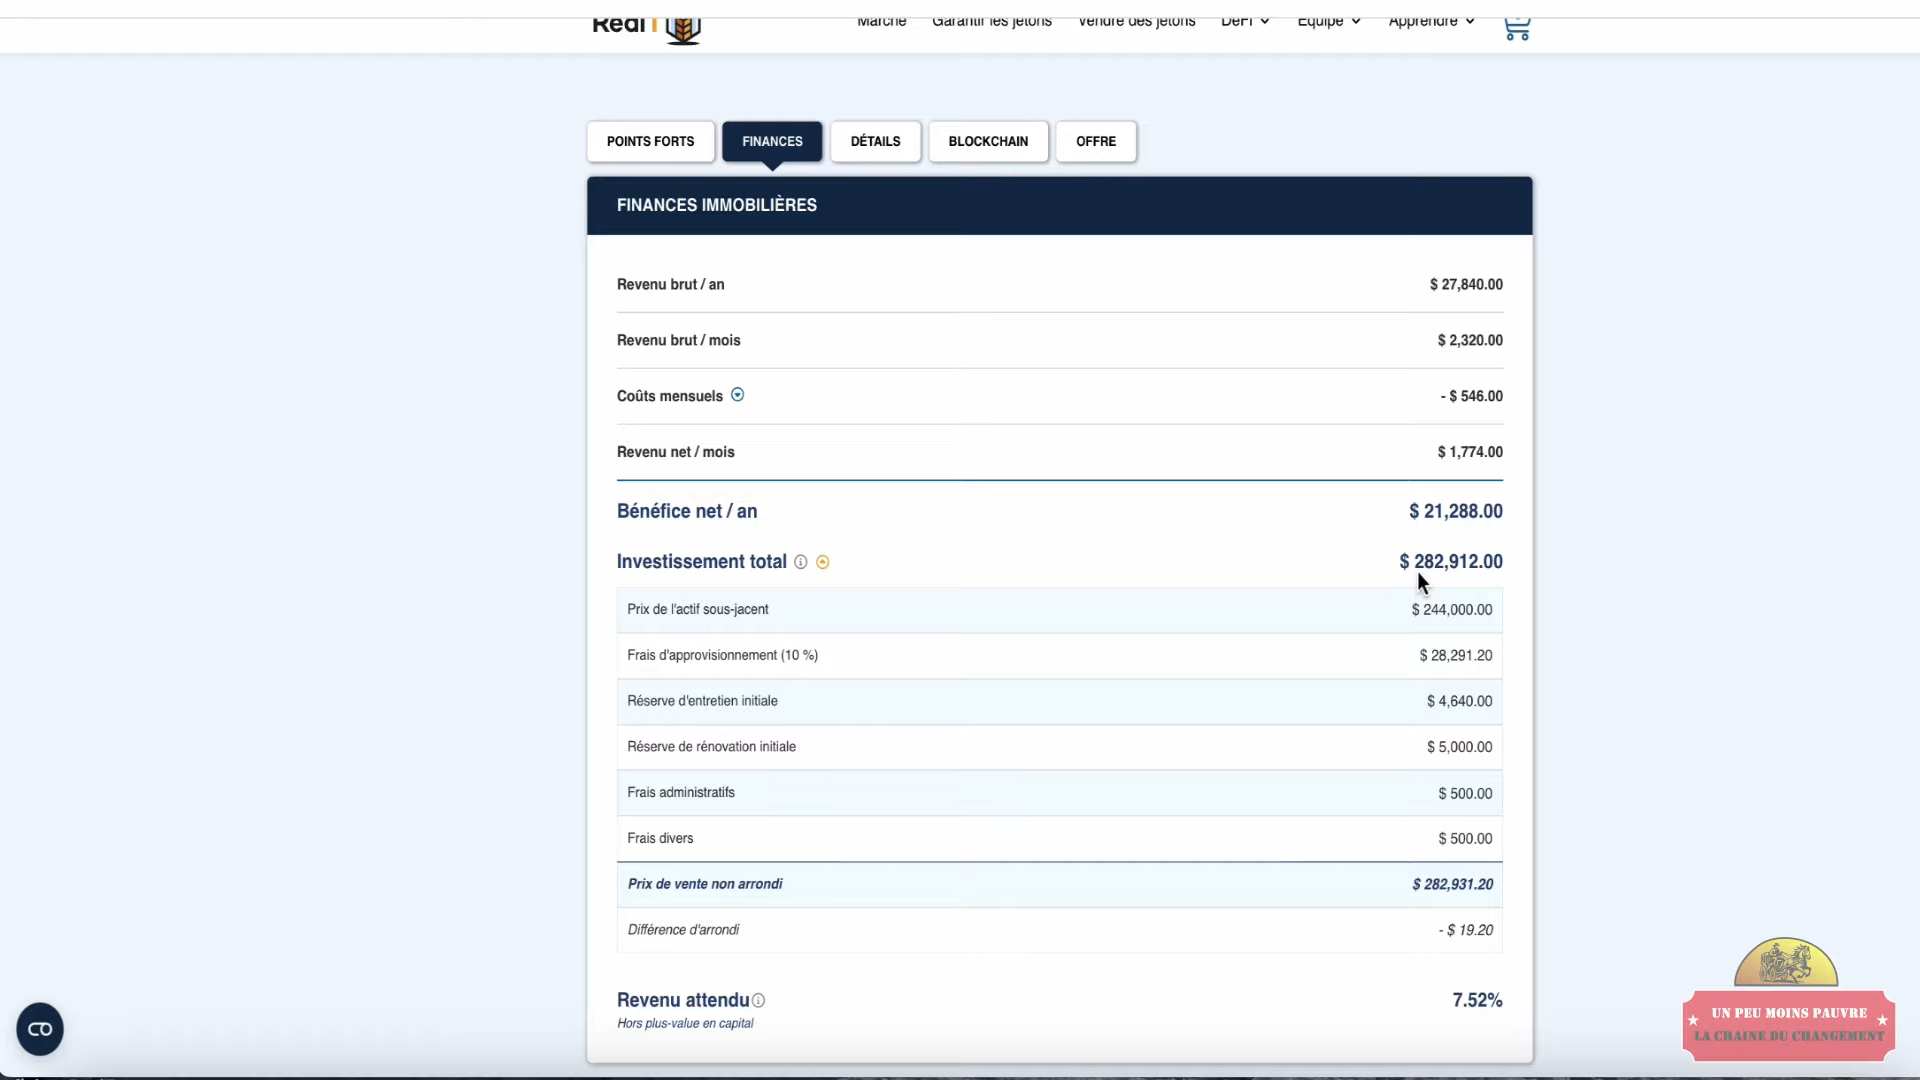 RealT
Marché
Garantir les jetons
Vendre des jetons
DeFi
Équipe
Apprendre
POINTS FORTS
FINANCES
DÉTAILS
BLOCKCHAIN
OFFRE
FINANCES IMMOBILIÈRES
Revenu brut / an $ 27,840.00
Revenu brut / mois $ 2,320.00
Coûts mensuels - $ 546.00
Revenu net / mois $ 1,774.00
Bénéfice net / an $ 21,288.00
Investissement total $ 282,912.00
Prix de l'actif sous-jacent $ 244,000.00
Frais d'approvisionnement (10 %) $ 28,291.20
Réserve d'entretien initiale $ 4,640.00
Réserve de rénovation initiale $ 5,000.00
Frais administratifs $ 500.00
Frais divers $ 500.00
Prix de vente non arrondi $ 282,931.20
Différence d'arrondi - $ 19.20
Revenu attendu 7.52%
Hors plus-value en capital
UN PEU MOINS PAUVRE
LA CHAINE DU CHANGEMENT